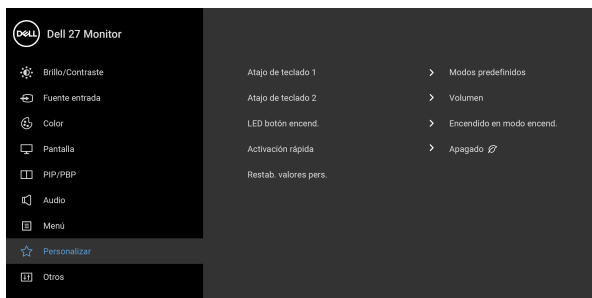 DELL Dell 27 Monitor
Brillo/Contraste
Atajo de teclado 1 > Modos predefinidos
Fuente entrada
Atajo de teclado 2 > Volumen
Color
LED botón encend. > Encendido en modo encend.
Pantalla
Activación rápida > Apagado
PIP/PBP
Restab. valores pers.
Audio
Menú
Personalizar
Otros